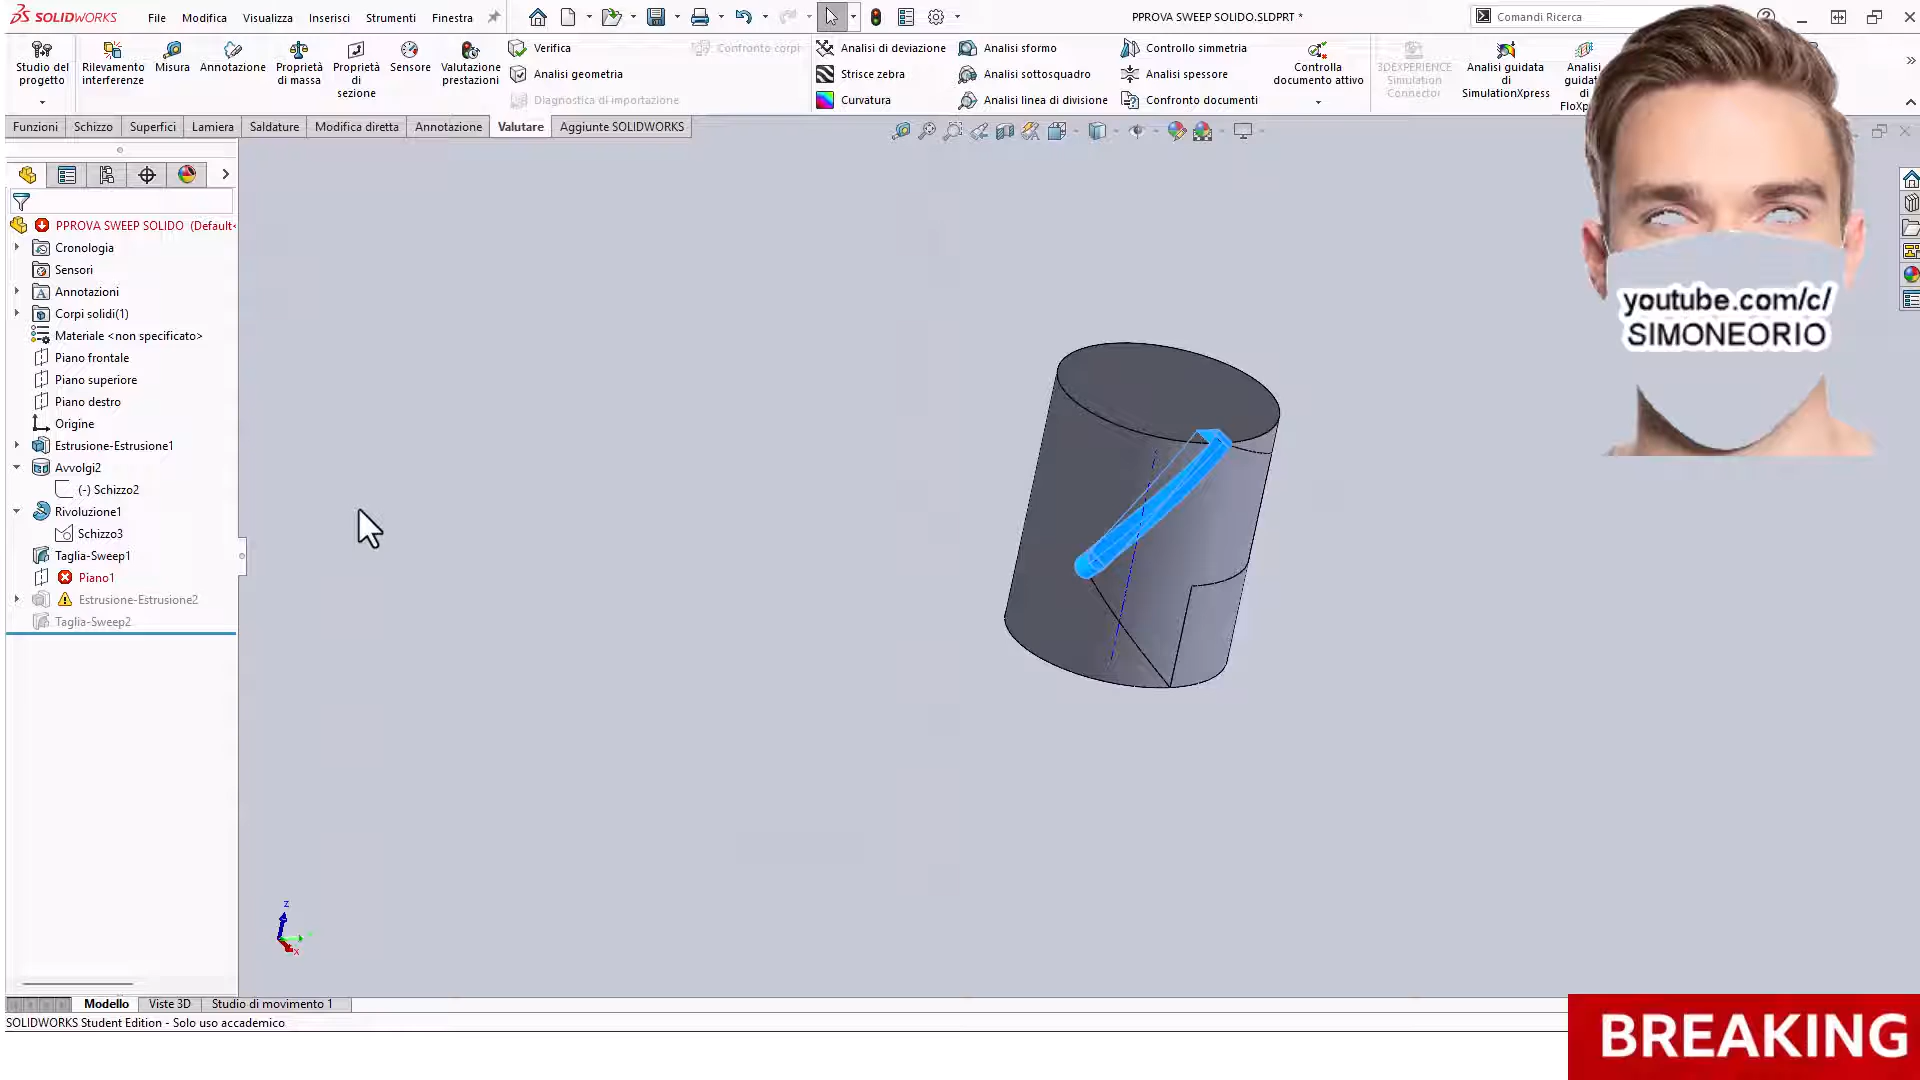 SOLIDWORKS File Modifica Visualizza Inserisci Strumenti Finestra
PPROVA SWEEP SOLIDO.SLDPRT *
Comandi Ricerca
Studio del progetto
Rilevamento interferenze
Misura
Annotazione
Proprietà di massa
Proprietà di sezione
Sensore
Valutazione prestazioni
Verifica
Analisi geometria
Diagnostica di importazione
Confronto corpi
Analisi di deviazione
Strisce zebra
Curvatura
Analisi sformo
Analisi sottosquadro
Analisi linea di divisione
Controllo simmetria
Analisi spessore
Confronto documenti
Controlla documento attivo
3DEXPERIENCE Simulation Connector
Analisi guidata di SimulationXpress
Analisi guidata di
Funzioni Schizzo Superfici Lamiera Saldature Modifica diretta Annotazione Valutare Aggiunte SOLIDWORKS
PPROVA SWEEP SOLIDO (Default<
Cronologia
Sensori
Annotazioni
Corpi solidi(1)
Materiale <non specificato>
Piano frontale
Piano superiore
Piano destro
Origine
Estrusione-Estrusione1
Avvolgi2
(-) Schizzo2
Rivoluzione1
Schizzo3
Taglia-Sweep1
Piano1
Estrusione-Estrusione2
Taglia-Sweep2
youtube.com/c/
SIMONEORIO
z
x
Modello Viste 3D Studio di movimento 1
SOLIDWORKS Student Edition - Solo uso accademico
BREAKING